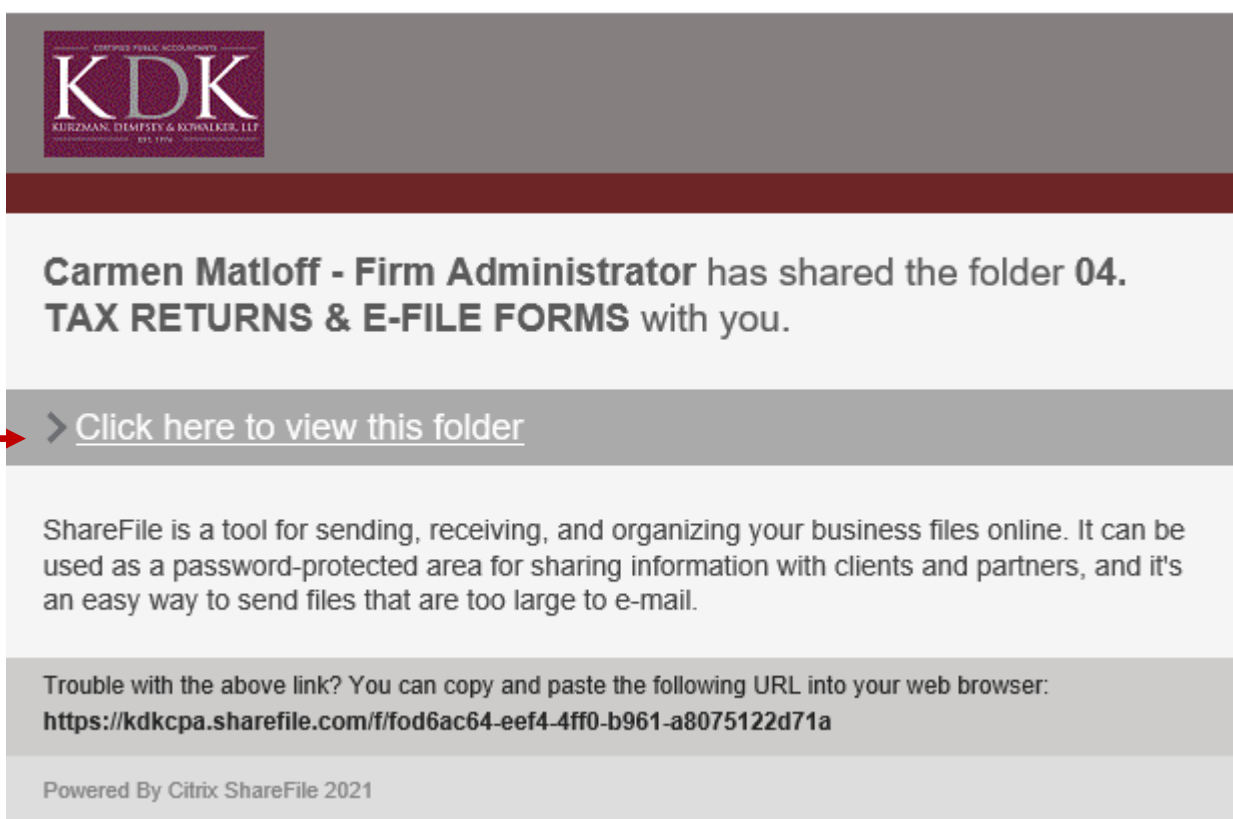 CERTIFIED PUBLIC ACCOUNTANTS
KDK
KURZMAN, DEMPSEY & KOWALKER, LLP
Carmen Matloff - Firm Administrator has shared the folder 04.
TAX RETURNS & E-FILE FORMS with you.
Click here to view this folder
ShareFile is a tool for sending, receiving, and organizing your business files online. It can be
used as a password-protected area for sharing information with clients and partners, and it's
an easy way to send files that are too large to e-mail.
Trouble with the above link? You can copy and paste the following URL into your web browser:
https://kdkcpa.sharefile.com/f/fod6ac64-eef4-4ff0-b961-a8075122d71a
Powered By Citrix ShareFile 2021